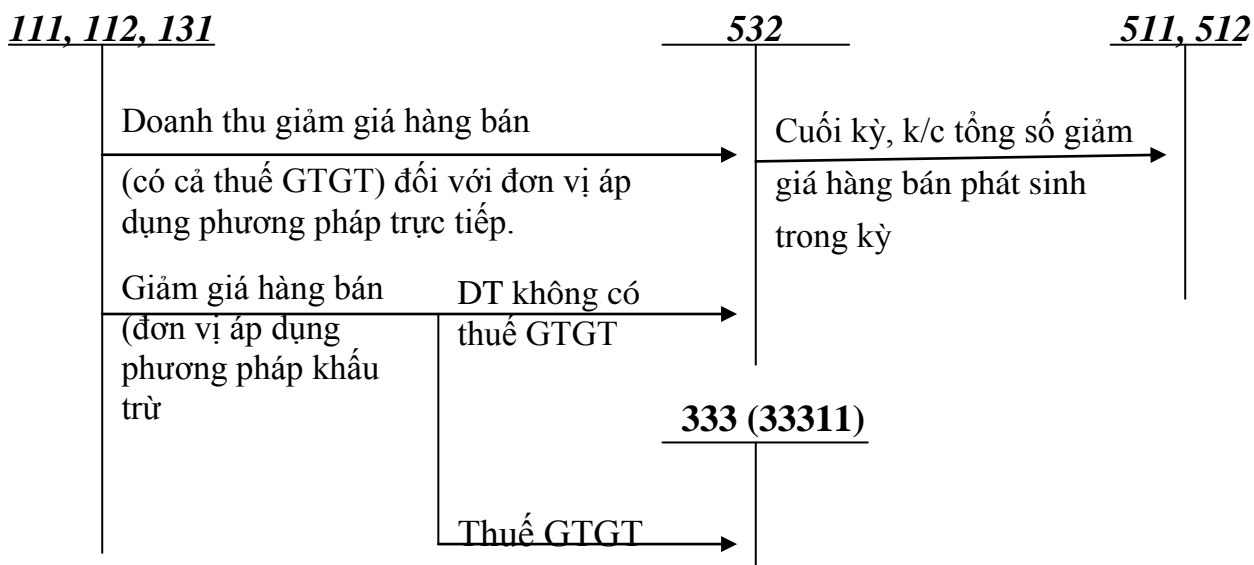 111, 112, 131
532
511, 512
Doanh thu giảm giá hàng bán
(có cả thuế GTGT) đối với đơn vị áp
dụng phương pháp trực tiếp.
Cuối kỳ, k/c tổng số giảm
giá hàng bán phát sinh
trong kỳ
Giảm giá hàng bán
(đơn vị áp dụng
phương pháp khấu
trừ
DT không có
thuế GTGT
333 (33311)
Thuế GTGT